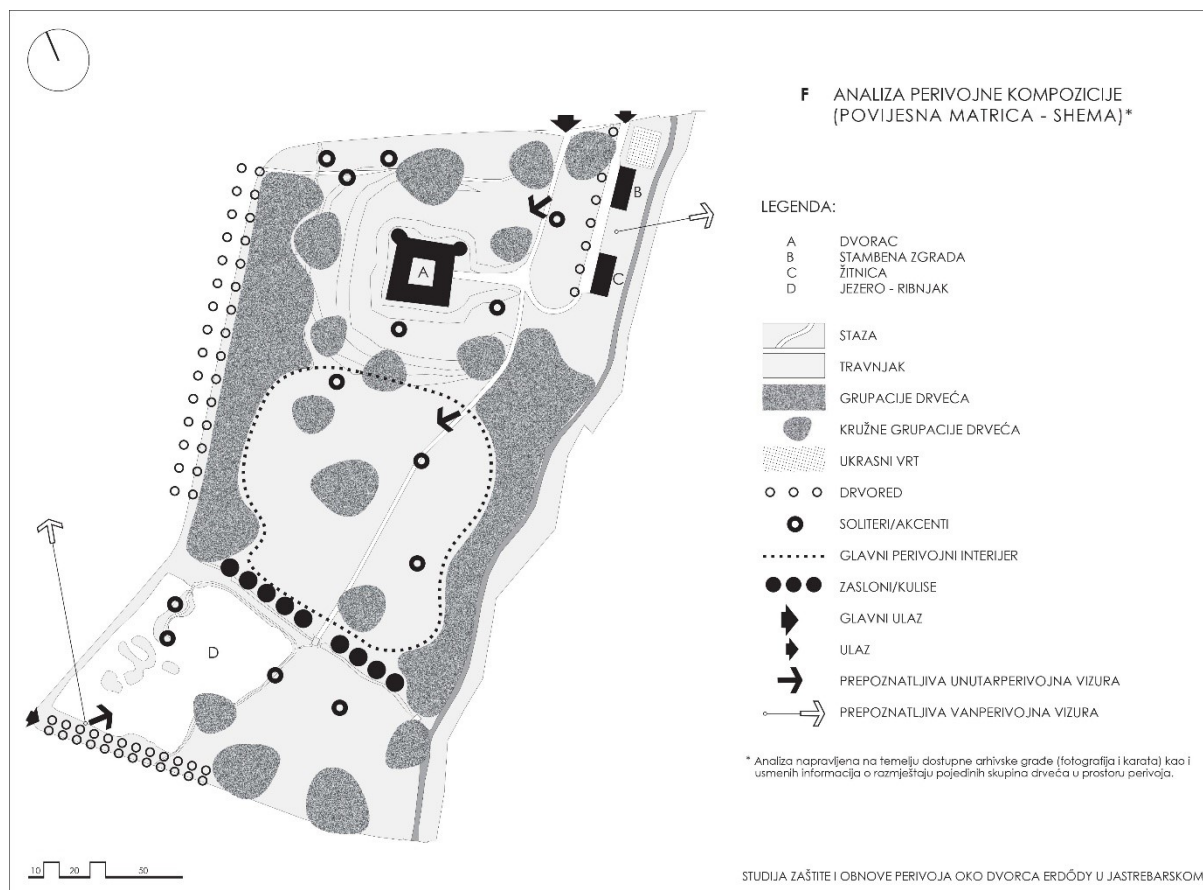 F ANALIZA PERIVOJNE KOMPOZICIJE
(POVIJESNA MATRICA - SHEMA)*
LEGENDA:
A DVORAC
B STAMBENA ZGRADA
C ŽITNICA
D JEZERO - RIBNJAK
STAZA
TRAVNJAK
GRUPACIJE DRVEĆA
KRUŽNE GRUPACIJE DRVEĆA
UKRASNI VRT
DRVORED
SOLITERI/AKCENTI
GLAVNI PERIVOJNI INTERIJER
ZASLONI/KULISE
GLAVNI ULAZ
ULAZ
PREPOZNATLJIVA UNUTARPERIVOJNA VIZURA
PREPOZNATLJIVA VANPERIVOJNA VIZURA
* Analiza napravljena na temelju dostupne arhivske građe (fotografija i karata) kao i
usmenih informacija o razmještaju pojedinih skupina drveća u prostoru perivoja.
B
A
C
D
10 20 50
STUDIJA ZAŠTITE I OBNOVE PERIVOJA OKO DVORCA ERDÖDY U JASTREBARSKOM